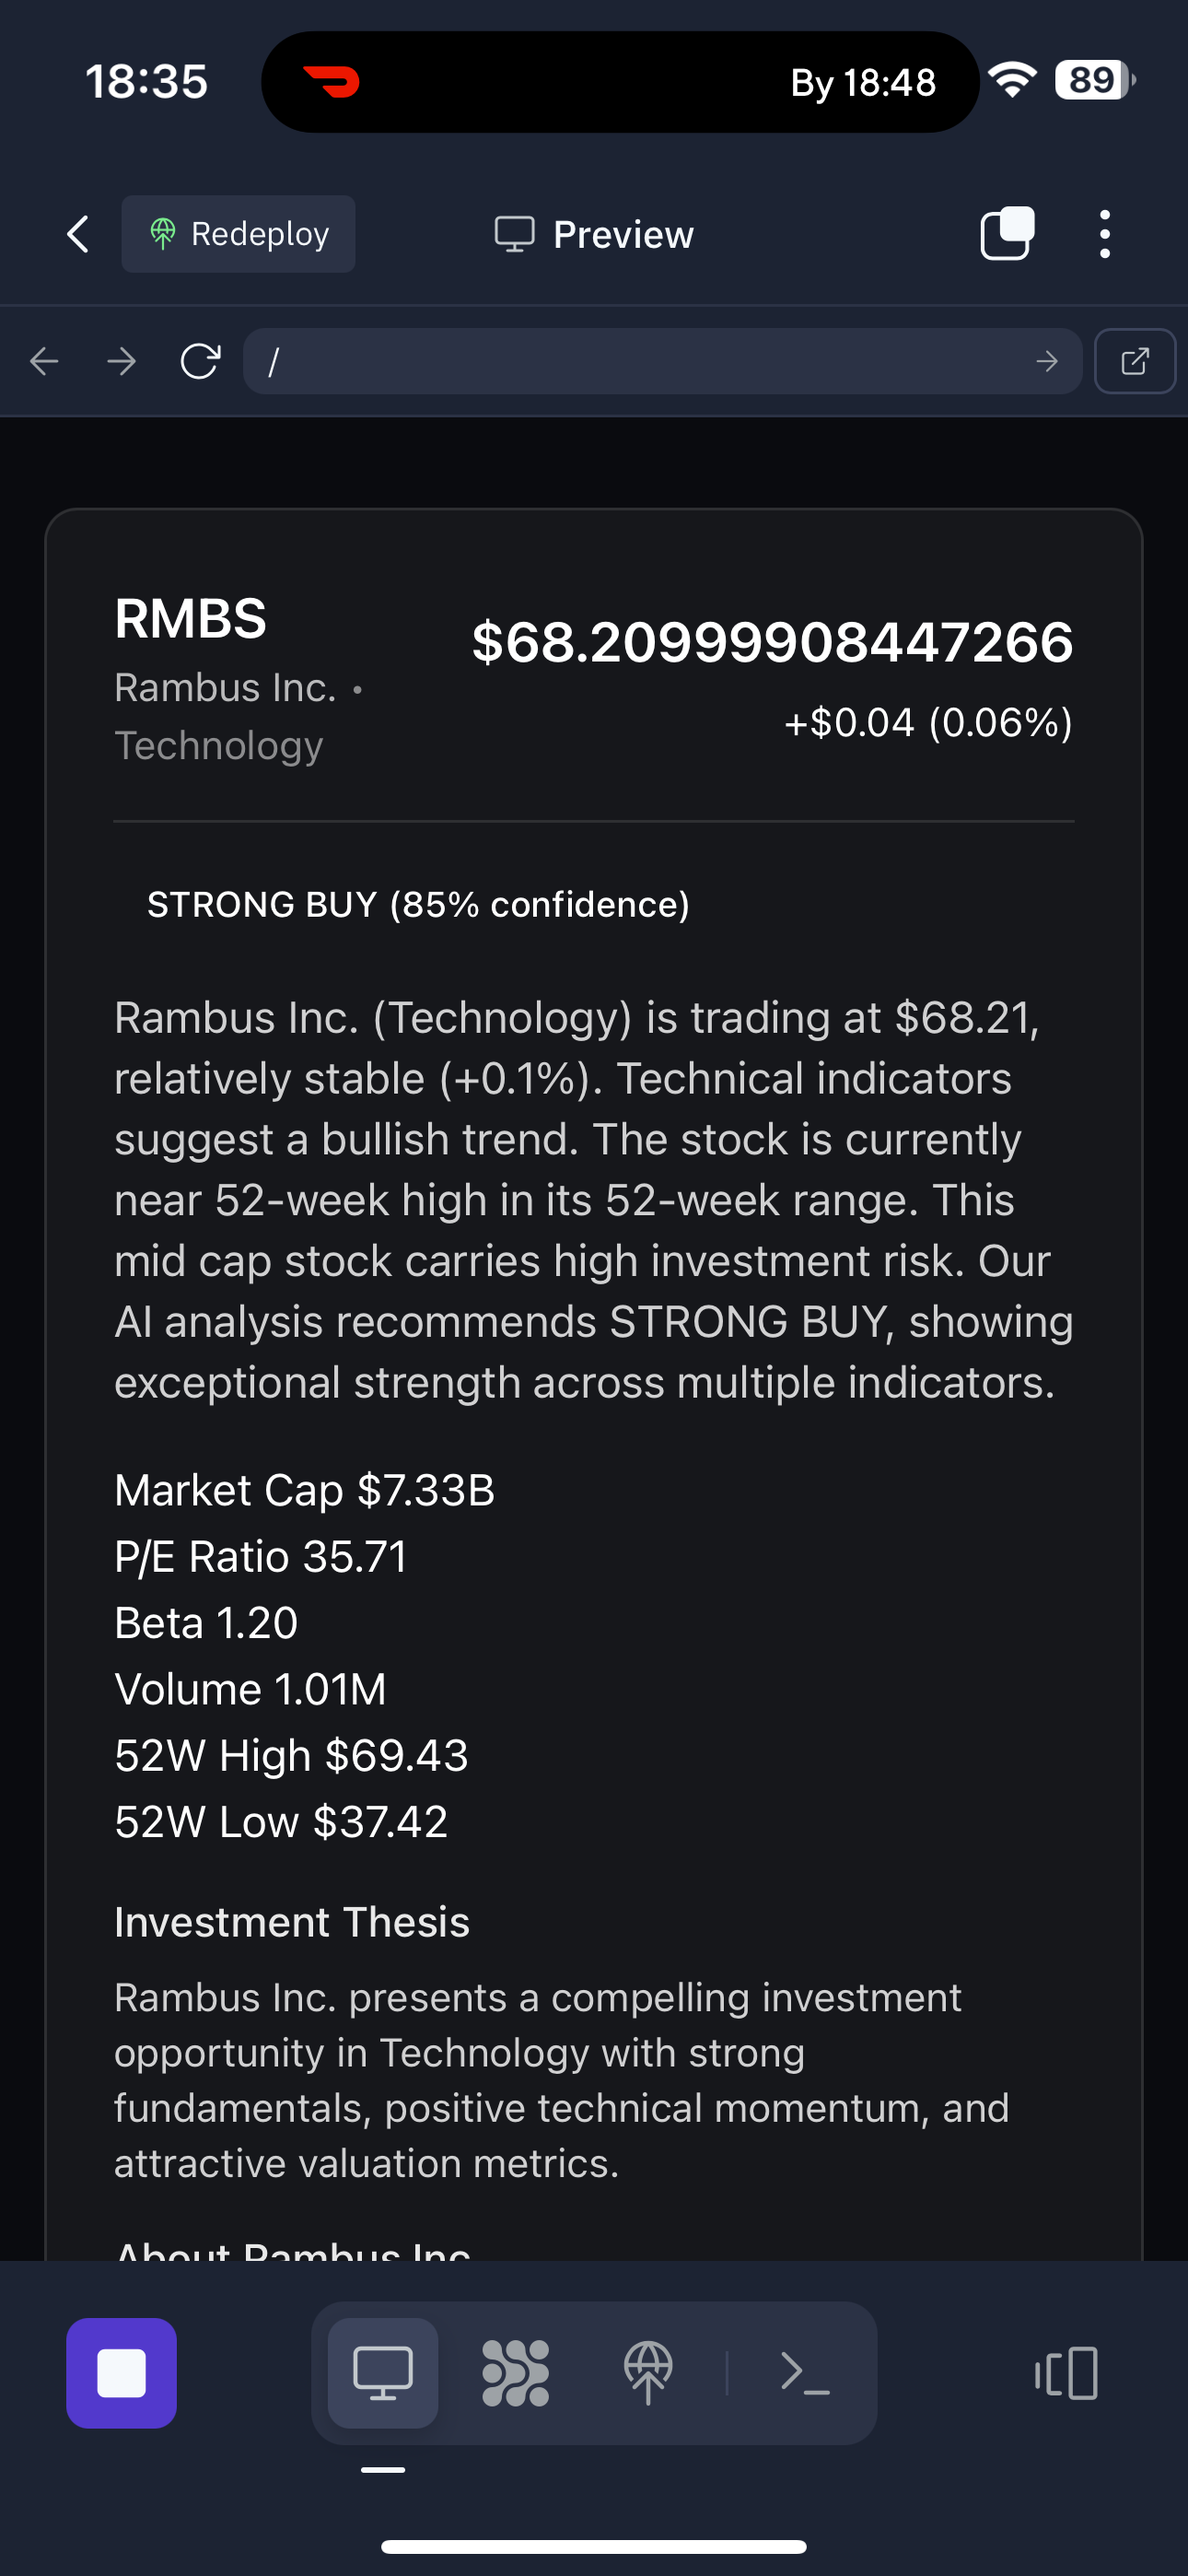 18:35
By 18:48
89
Redeploy
Preview
/
RMBS
$68.20999908447266
Rambus Inc. •
Technology
+$0.04 (0.06%)
STRONG BUY (85% confidence)
Rambus Inc. (Technology) is trading at $68.21,
relatively stable (+0.1%). Technical indicators
suggest a bullish trend. The stock is currently
near 52-week high in its 52-week range. This
mid cap stock carries high investment risk. Our
AI analysis recommends STRONG BUY, showing
exceptional strength across multiple indicators.
Market Cap $7.33B
P/E Ratio 35.71
Beta 1.20
Volume 1.01M
52W High $69.43
52W Low $37.42
Investment Thesis
Rambus Inc. presents a compelling investment
opportunity in Technology with strong
fundamentals, positive technical momentum, and
attractive valuation metrics.
About Rambus Inc